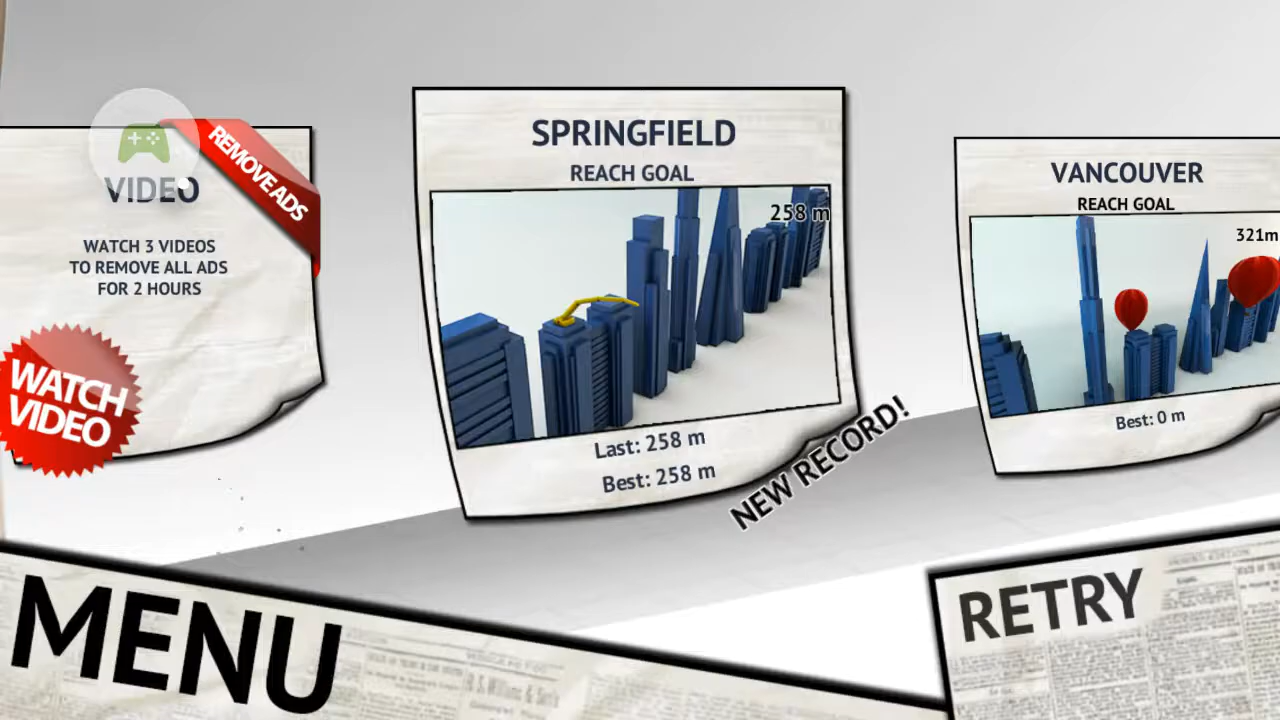 VIDEO
REMOVE ADS
WATCH 3 VIDEOS
TO REMOVE ALL ADS
FOR 2 HOURS
WATCH
VIDEO
SPRINGFIELD
REACH GOAL
258 m
Last: 258 m
Best: 258 m
NEW RECORD!
VANCOUVER
REACH GOAL
321m
Best: 0 m
MENU
RETRY